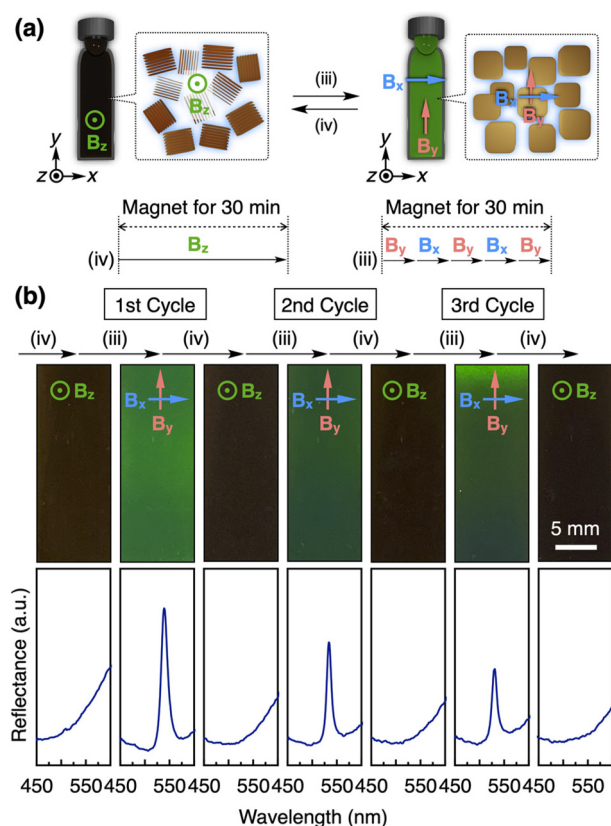 (a)
B_z
B_z
y
z x
(iii)
(iv)
B_x
B_y
B_x
B_y
y
z x
Magnet for 30 min
B_z
(iv)
Magnet for 30 min
B_y B_x B_y B_x B_y
(iii)
(b)
1st Cycle 2nd Cycle 3rd Cycle
(iv) (iii) (iv) (iii) (iv) (iii) (iv)
B_z B_x B_y B_z B_x B_y B_z B_x B_y B_z
5 mm
Reflectance (a.u.)
450 550 450 550 450 550 450 550 450 550 450 550 450 550
Wavelength (nm)